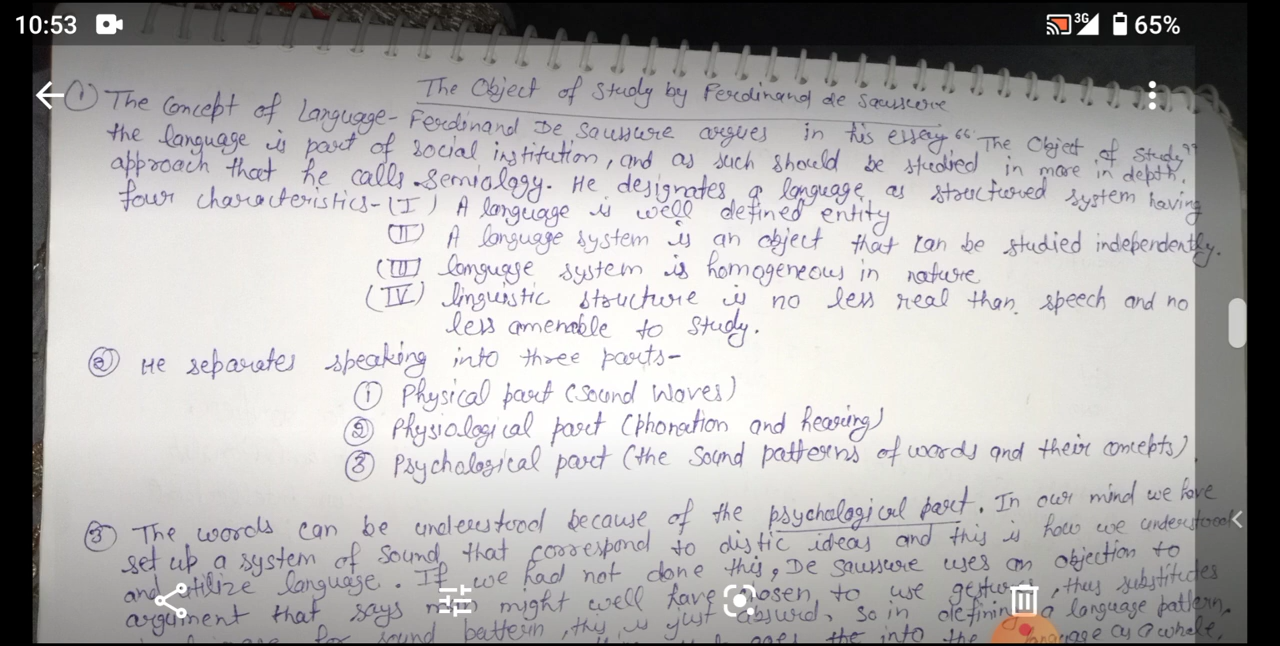 10:53 3G 65%
The Object of Study by Ferdinand de Saussure
① The Concept of Language- Ferdinand De Saussure argues in his essay "The Object of Study"
the language is part of social institution, and as such should be studied in more in depth.
approach that he calls Semiology. He designates a language as structured system having
four characteristics- (I) A language is well defined entity
(II) A language system is an object that can be studied independently.
(III) language system is homogeneous in nature
(IV) linguistic structure is no less real than speech and no
less amenable to study.
② He separates speaking into three parts-
① Physical part (Sound Waves)
② Physiological part (Phonation and hearing)
③ Psychological part (the Sound patterns of words and their concepts).
③ The words can be understood because of the psychological part. In our mind we have
set up a system of sound that correspond to distic ideas and this is how we understood
and utilize language. If we had not done this, De Saussure uses an objection to
argument that says man might well have chosen to use gestures, thus substitutes
for sound pattern, this is just absurd. So in defining a language pattern,
the into the language as a whole,